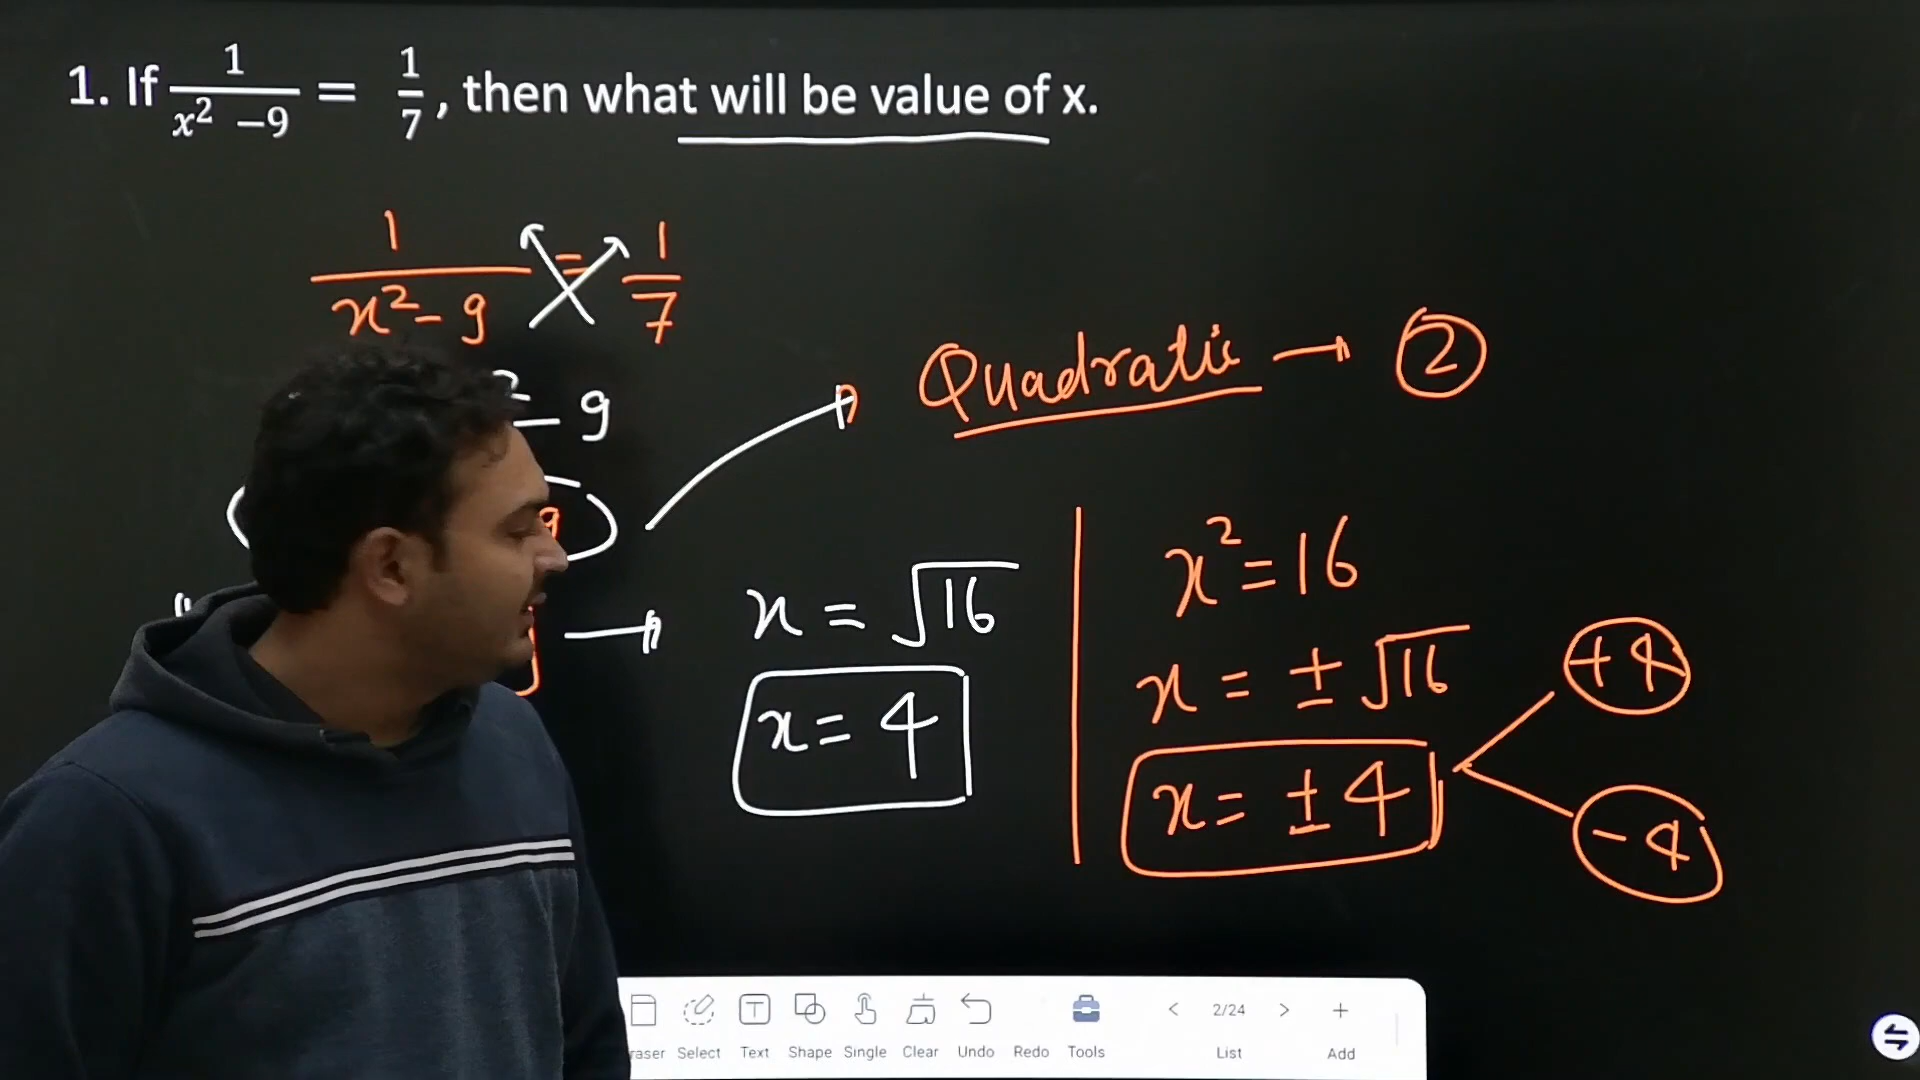 1. If 1/(x² −9) = 1/7 , then what will be value of x.
1/(x² - 9) = 1/7
² - 9
Quadratic → 2
9
x = √16
x = 4
x² = 16
x = ± √16
x = ± 4
+4
-4
Select Text Shape Single Clear Undo Redo Tools < 2/24 > List + Add